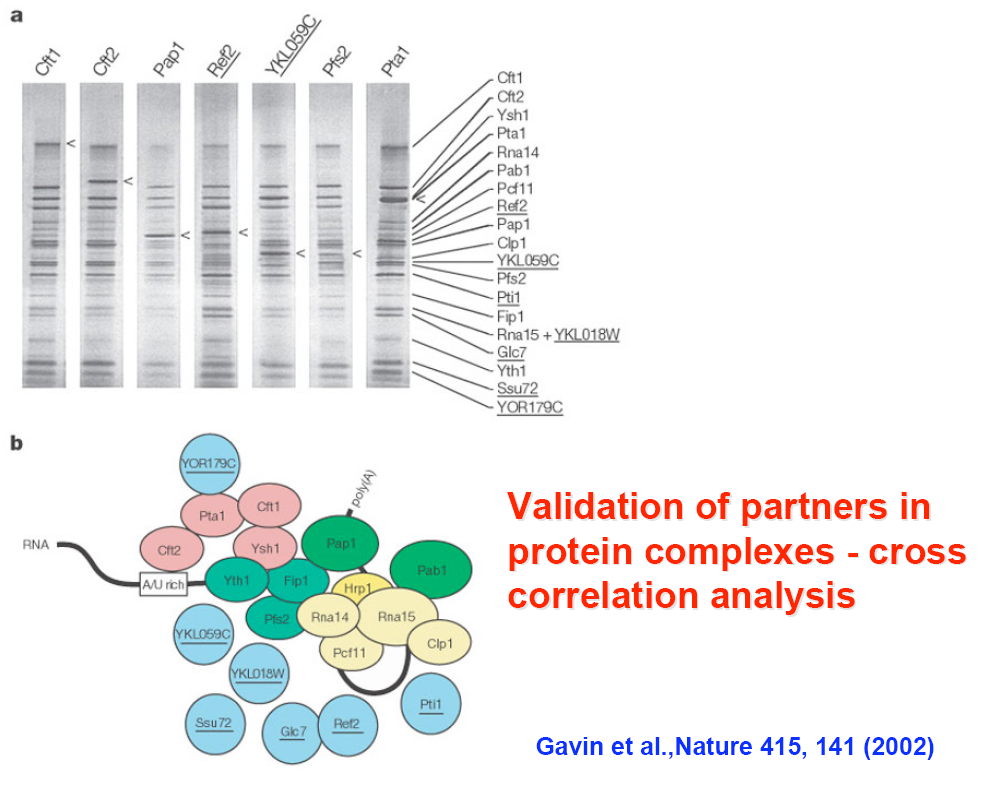 a
Cft1 Cft2 Pap1 Ref2 YKL059C Pfs2 Pta1
< < < < < < <
Cft1
Cft2
Ysh1
Pta1
Rna14
Pab1
Pcf11
Ref2
Pap1
Clp1
YKL059C
Pfs2
Pti1
Fip1
Rna15 + YKL018W
Glc7
Yth1
Ssu72
YOR179C
b
YOR179C
Pta1
Cft1
poly(A)
RNA
Cft2
Ysh1
Pap1
A/U rich
Yth1
Fip1
Hrp1
Pab1
YKL059C
Pfs2
Rna14
Rna15
Pcf11
Clp1
YKL018W
Ssu72
Glc7
Ref2
Pti1
Validation of partners in
protein complexes - cross
correlation analysis
Gavin et al.,Nature 415, 141 (2002)